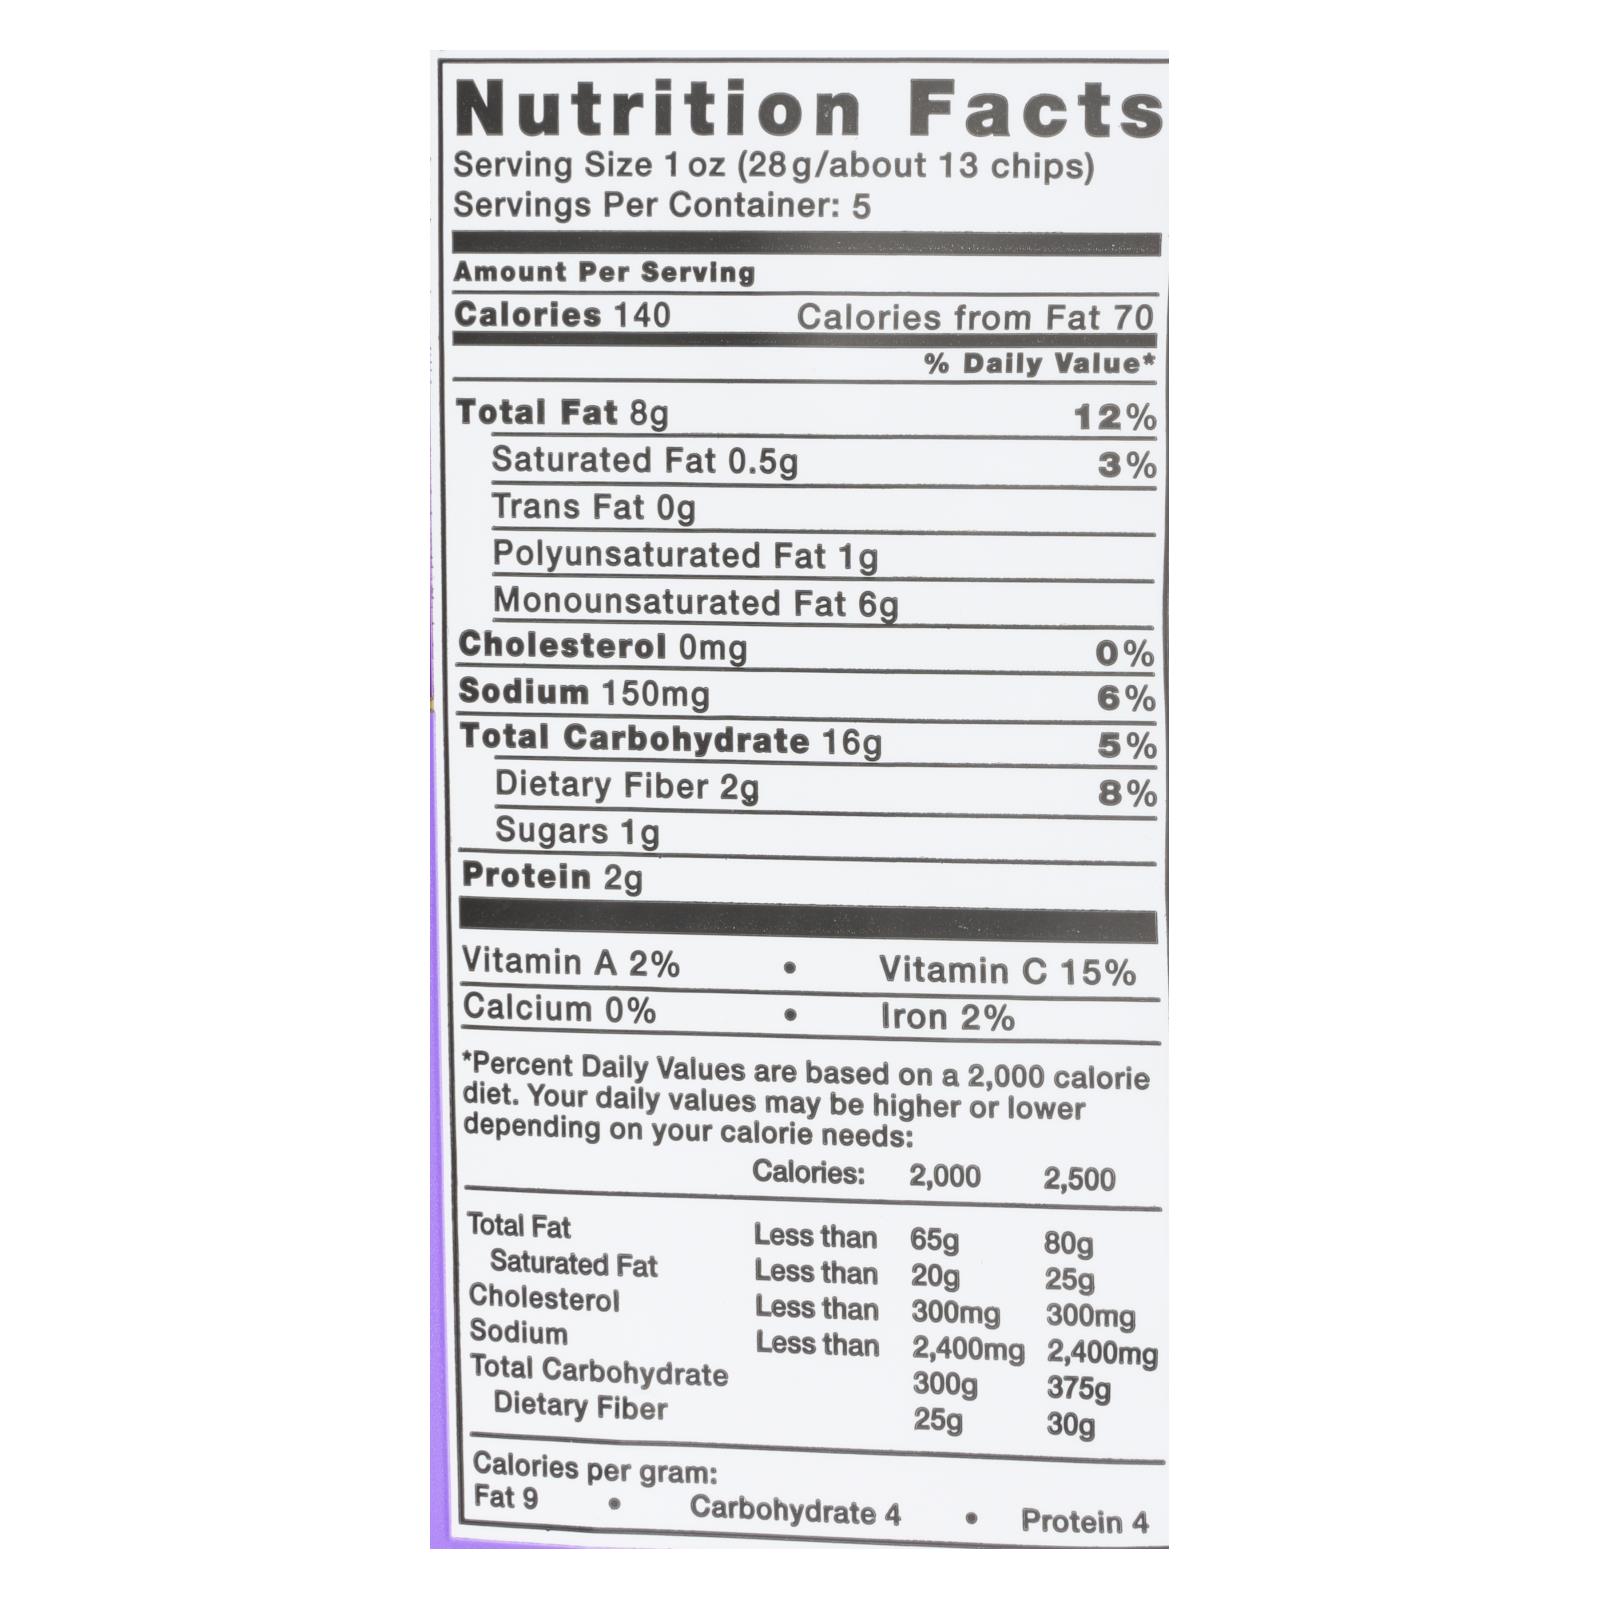 Nutrition Facts
Serving Size 1 oz (28g/about 13 chips)
Servings Per Container: 5
Amount Per Serving
Calories 140 Calories from Fat 70
% Daily Value*
Total Fat 8g 12%
Saturated Fat 0.5g 3%
Trans Fat 0g
Polyunsaturated Fat 1g
Monounsaturated Fat 6g
Cholesterol 0mg 0%
Sodium 150mg 6%
Total Carbohydrate 16g 5%
Dietary Fiber 2g 8%
Sugars 1g
Protein 2g
Vitamin A 2% • Vitamin C 15%
Calcium 0% • Iron 2%
*Percent Daily Values are based on a 2,000 calorie
diet. Your daily values may be higher or lower
depending on your calorie needs:
Calories: 2,000 2,500
Total Fat Less than 65g 80g
Saturated Fat Less than 20g 25g
Cholesterol Less than 300mg 300mg
Sodium Less than 2,400mg 2,400mg
Total Carbohydrate 300g 375g
Dietary Fiber 25g 30g
Calories per gram:
Fat 9 • Carbohydrate 4 • Protein 4